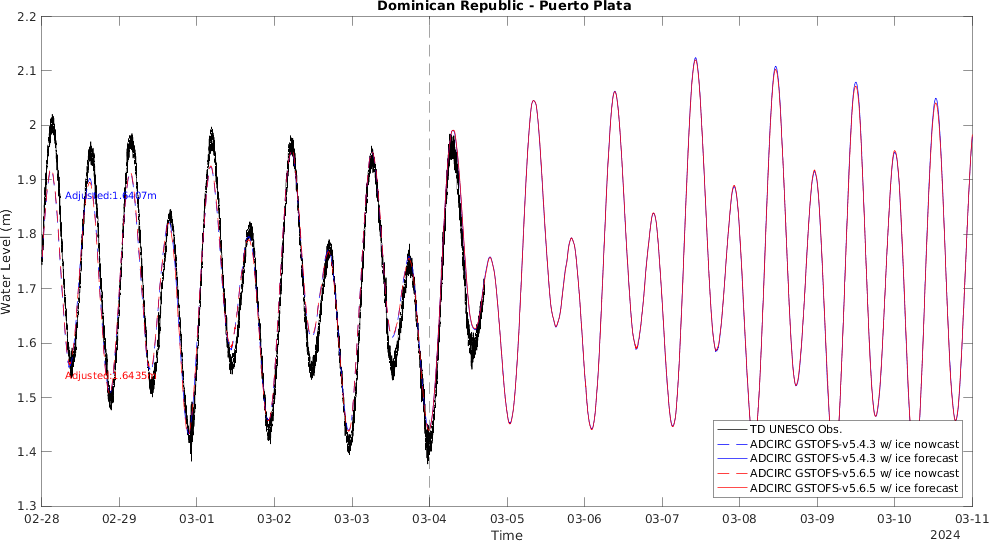 Dominican Republic - Puerto Plata
2.2
2.1
2
1.9
1.8
1.7
1.6
1.5
1.4
1.3
Water Level (m)
Adjusted:1.6407m
Adjusted:1.6435m
TD UNESCO Obs.
ADCIRC GSTOFS-v5.4.3 w/ ice nowcast
ADCIRC GSTOFS-v5.4.3 w/ ice forecast
ADCIRC GSTOFS-v5.6.5 w/ ice nowcast
ADCIRC GSTOFS-v5.6.5 w/ ice forecast
02-28 02-29 03-01 03-02 03-03 03-04 03-05 03-06 03-07 03-08 03-09 03-10 03-11
Time 2024